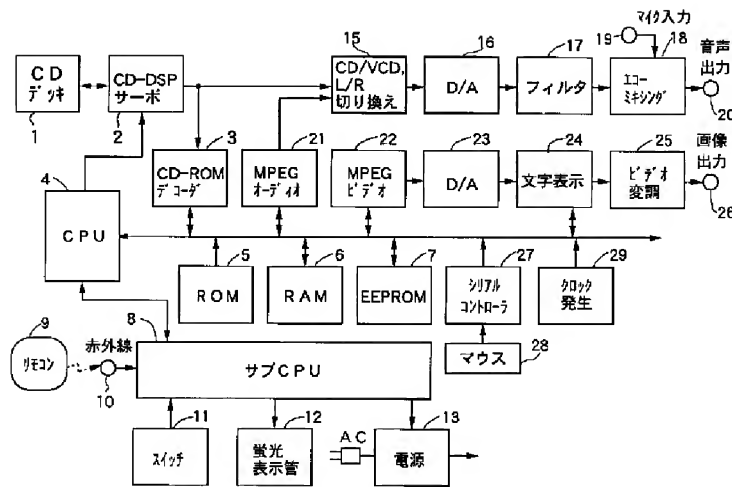 マイク入力
19
18
15
16
17
音声
出力
CD
デッキ
CD-DSP
サーボ
CD/VCD,
L/R
切り換え
D/A
フィルタ
エコー
ミキシング
20
1
2
3
21
22
23
24
25
画像
出力
4
CD-ROM
デコーダ
MPEG
オーディオ
MPEG
ビデオ
D/A
文字表示
ビデオ
変調
26
CPU
5
6
7
27
29
ROM
RAM
EEPROM
シリアル
コントローラ
クロック
発生
9
8
赤外線
リモコン
10
サブCPU
マウス
28
11
12
13
スイッチ
蛍光
表示管
AC
電源